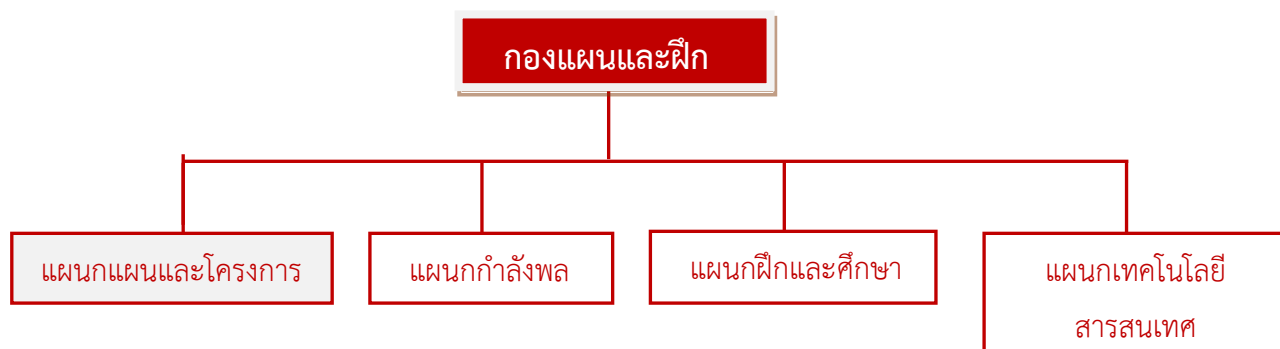 กองแผนและฝึก
แผนกแผนและโครงการ
แผนกกำลังพล
แผนกฝึกและศึกษา
แผนกเทคโนโลยี
สารสนเทศ